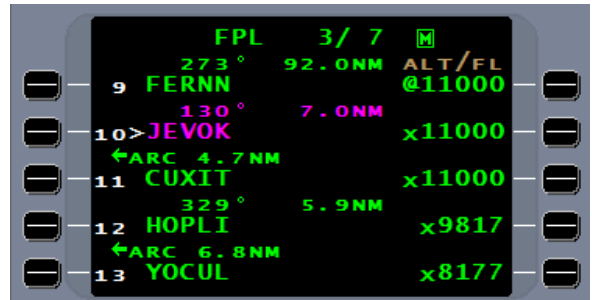 FPL 3/ 7 M
273° 92.0NM ALT/FL
9 FERNN @11000
130° 7.0NM
10>JEVOK x11000
←ARC 4.7NM
11 CUXIT x11000
329° 5.9NM
12 HOPLI x9817
←ARC 6.8NM
13 YOCUL x8177